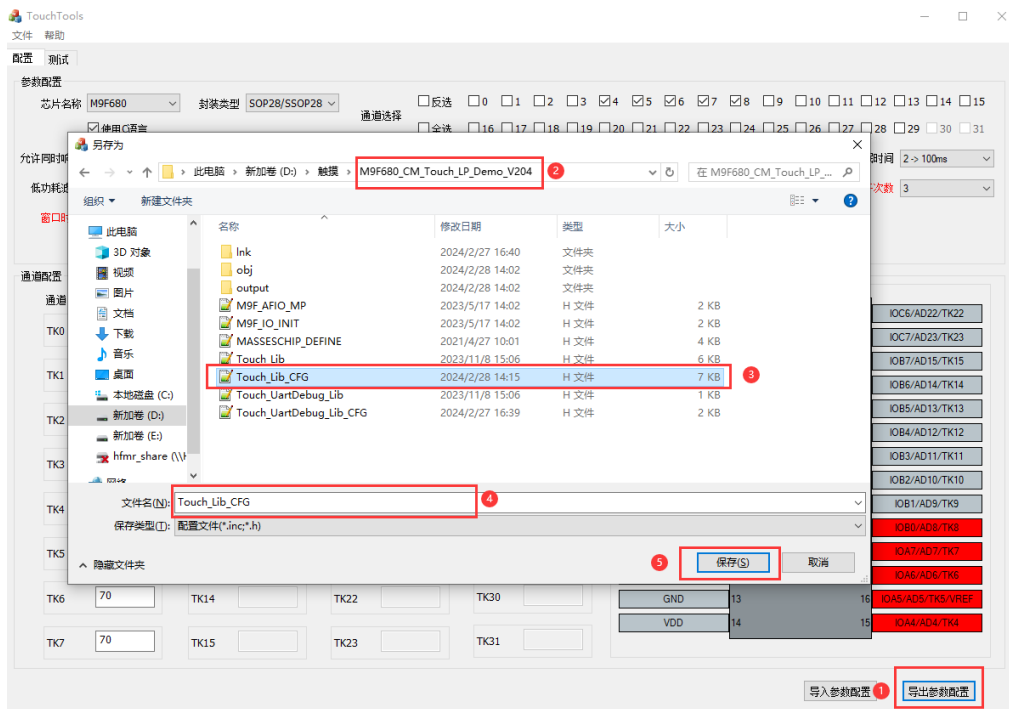 TouchTools
文件 帮助
配置 测试
参数配置
芯片名称 M9F680 封装类型 SOP28/SSOP28 通道选择 反选 0 1 2 3 4 5 6 7 8 9 10 11 12 13 14 15
使用C语言 全选 16 17 18 19 20 21 22 23 24 25 26 27 28 29 30 31
另存为
允许同时 时间 2 -> 100ms
此电脑 新加卷 (D:) 触摸 M9F680_CM_Touch_LP_Demo_V204 2 在 M9F680_CM_Touch_LP_...
低功耗 次数 3
组织 新建文件夹 ?
窗口
名称 修改日期 类型 大小
此电脑
3D 对象
视频
图片
文档
下载
音乐
桌面
本地磁盘 (C:)
新加卷 (D:)
新加卷 (E:)
hfmr_share (\\
网络
lnk 2024/2/27 16:40 文件夹
obj 2024/2/28 14:02 文件夹
output 2024/2/28 14:02 文件夹
M9F_AFIO_MP 2023/5/17 14:02 H 文件 2 KB
M9F_IO_INIT 2023/5/17 14:02 H 文件 2 KB
MASSESCHIP_DEFINE 2021/4/27 10:01 H 文件 4 KB
Touch_Lib 2023/11/8 15:06 H 文件 6 KB
Touch_Lib_CFG 2024/2/28 14:15 H 文件 7 KB 3
Touch_UartDebug_Lib 2023/11/8 15:06 H 文件 1 KB
Touch_UartDebug_Lib_CFG 2024/2/27 16:39 H 文件 2 KB
文件名(N): Touch_Lib_CFG 4
保存类型(T): 配置文件(*.inc;*.h)
隐藏文件夹 5 保存(S) 取消
通道配置
通道
TK0
TK1
TK2
TK3
TK4
TK5
TK6 70 TK14 TK22 TK30
TK7 70 TK15 TK23 TK31
IOC6/AD22/TK22
IOC7/AD23/TK23
IOB7/AD15/TK15
IOB6/AD14/TK14
IOB5/AD13/TK13
IOB4/AD12/TK12
IOB3/AD11/TK11
IOB2/AD10/TK10
IOB1/AD9/TK9
IOB0/AD8/TK8
IOA7/AD7/TK7
IOA6/AD6/TK6
GND 13 16 IOA5/AD5/TK5/VREF
VDD 14 15 IOA4/AD4/TK4
导入参数配置 1 导出参数配置